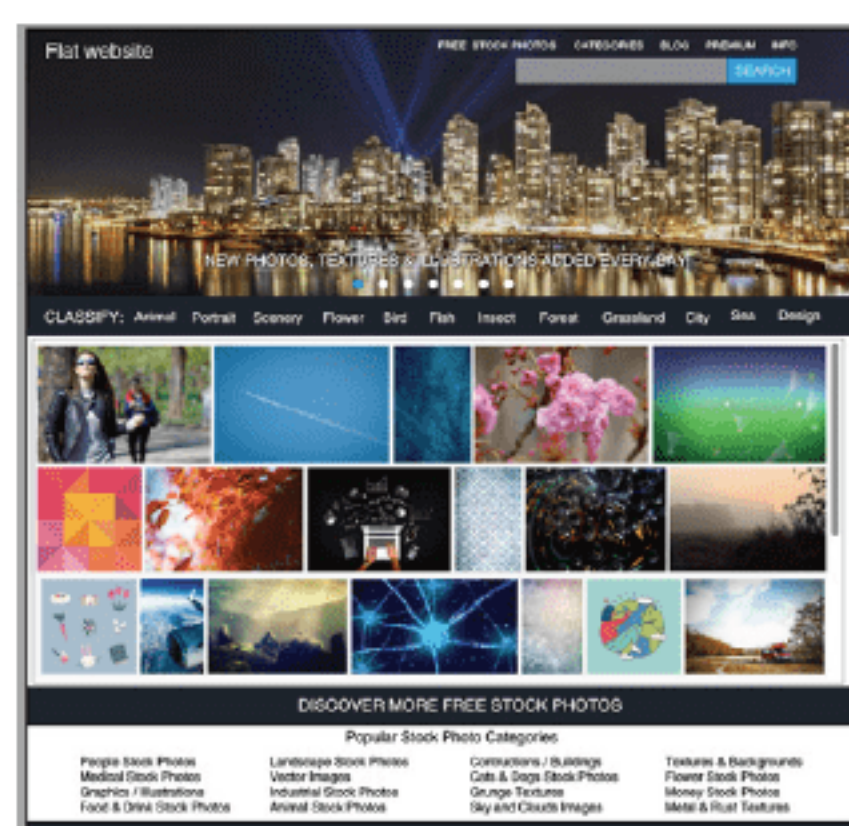 Flat website
FREE STOCK PHOTOS CATEGORIES BLOG PREMIUM INFO
SEARCH
NEW PHOTOS, TEXTURES & ILLUSTRATIONS ADDED EVERYDAY!
CLASSIFY: Animal Portrait Scenery Flower Bird Fish Insect Forest Grassland City Sea Design
DISCOVER MORE FREE STOCK PHOTOS
Popular Stock Photo Categories
People Stock Photos Landscape Stock Photos Contructions / Buildings Textures & Backgrounds
Medical Stock Photos Vector Images Cats & Dogs Stock Photos Flower Stock Photos
Graphics / Illustrations Industrial Stock Photos Grunge Textures Money Stock Photos
Food & Drink Stock Photos Animal Stock Photos Sky and Clouds Images Metal & Rust Textures